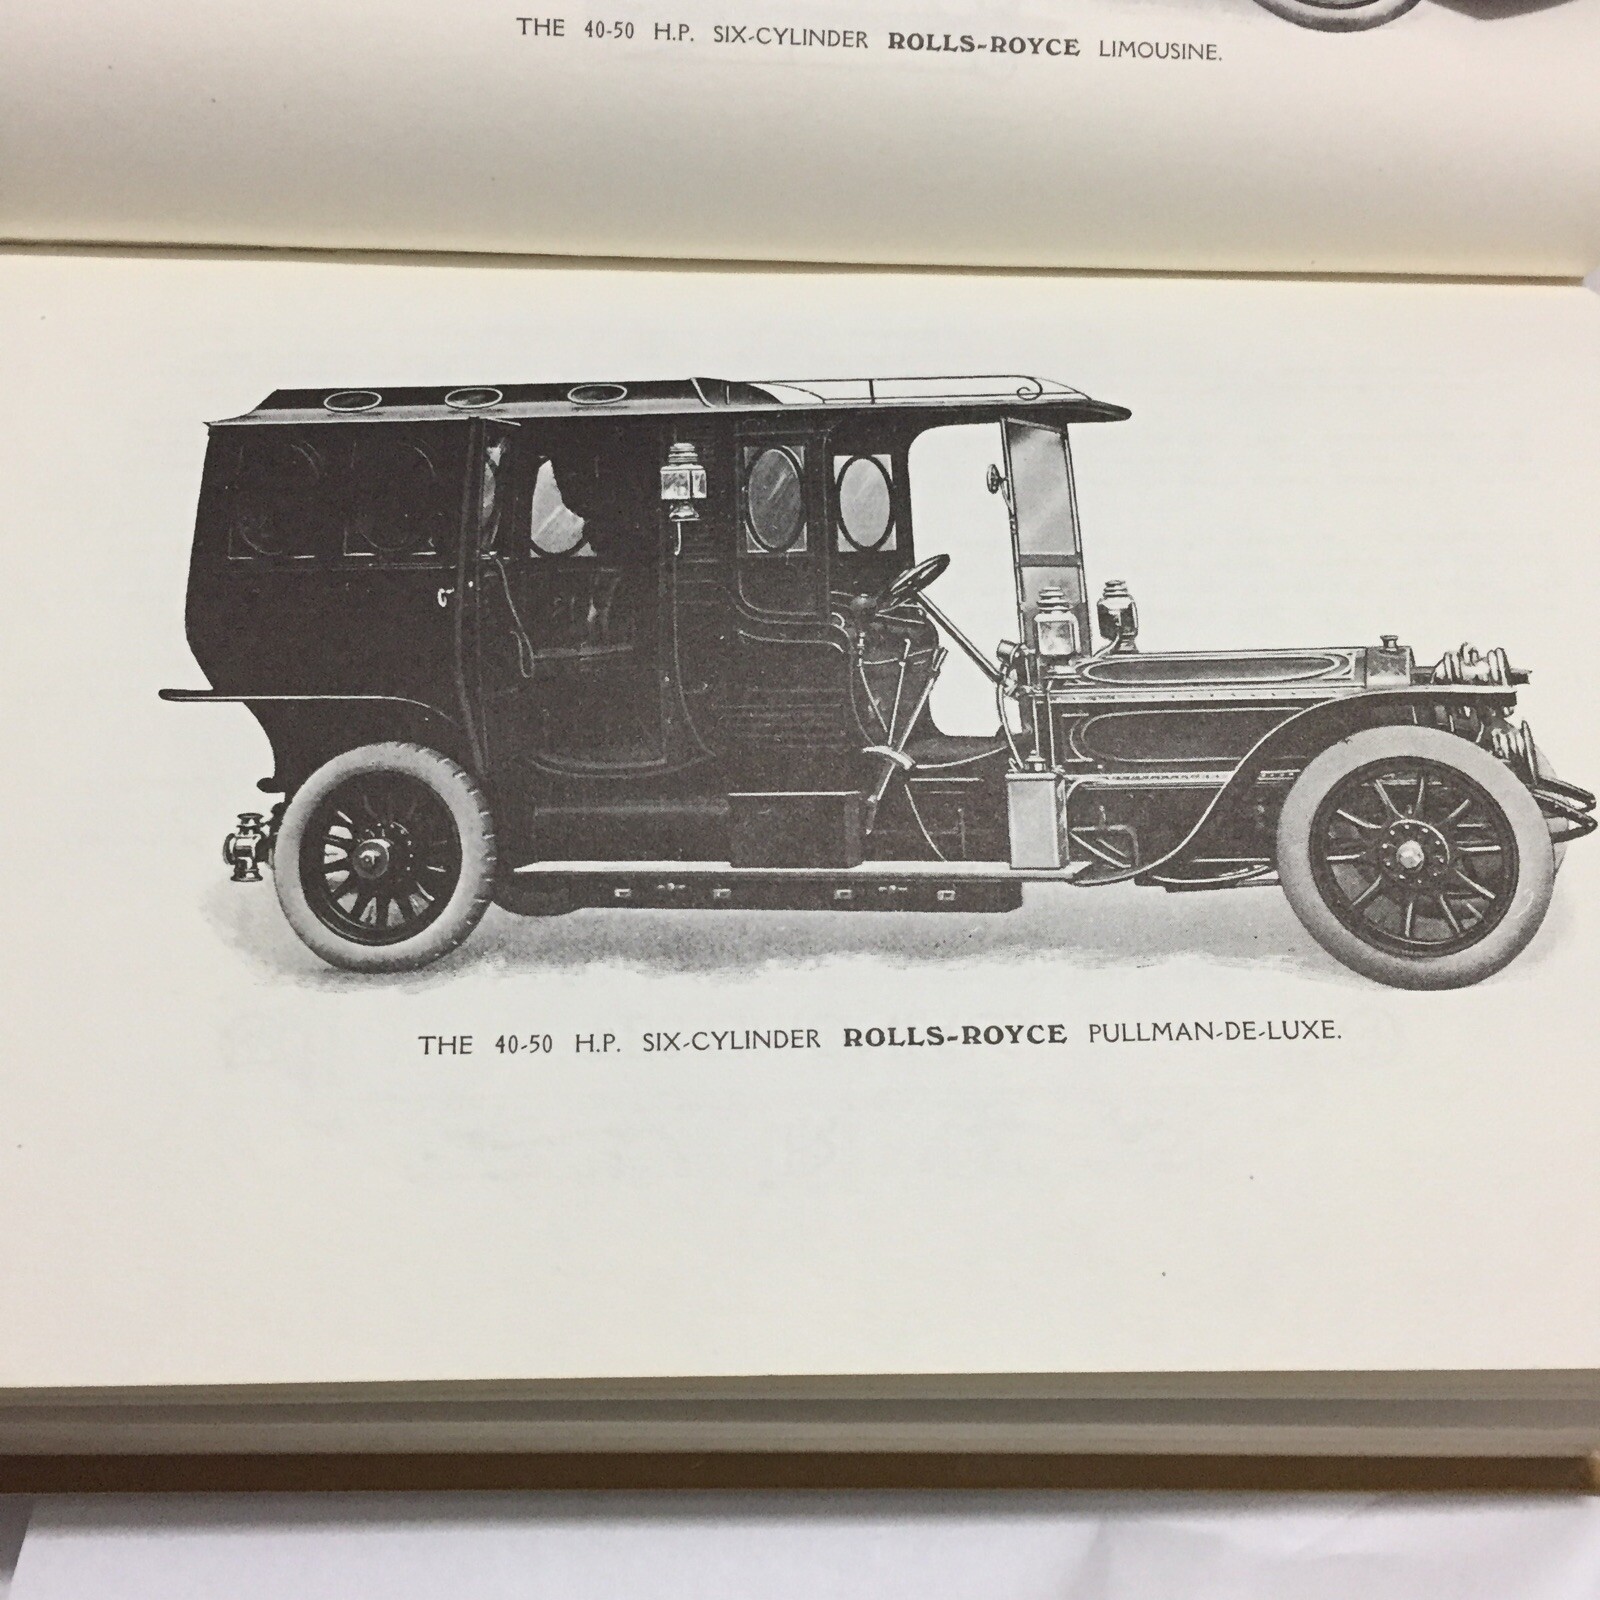 THE 40-50 H.P. SIX-CYLINDER ROLLS-ROYCE LIMOUSINE.
THE 40-50 H.P. SIX-CYLINDER ROLLS-ROYCE PULLMAN-DE-LUXE.